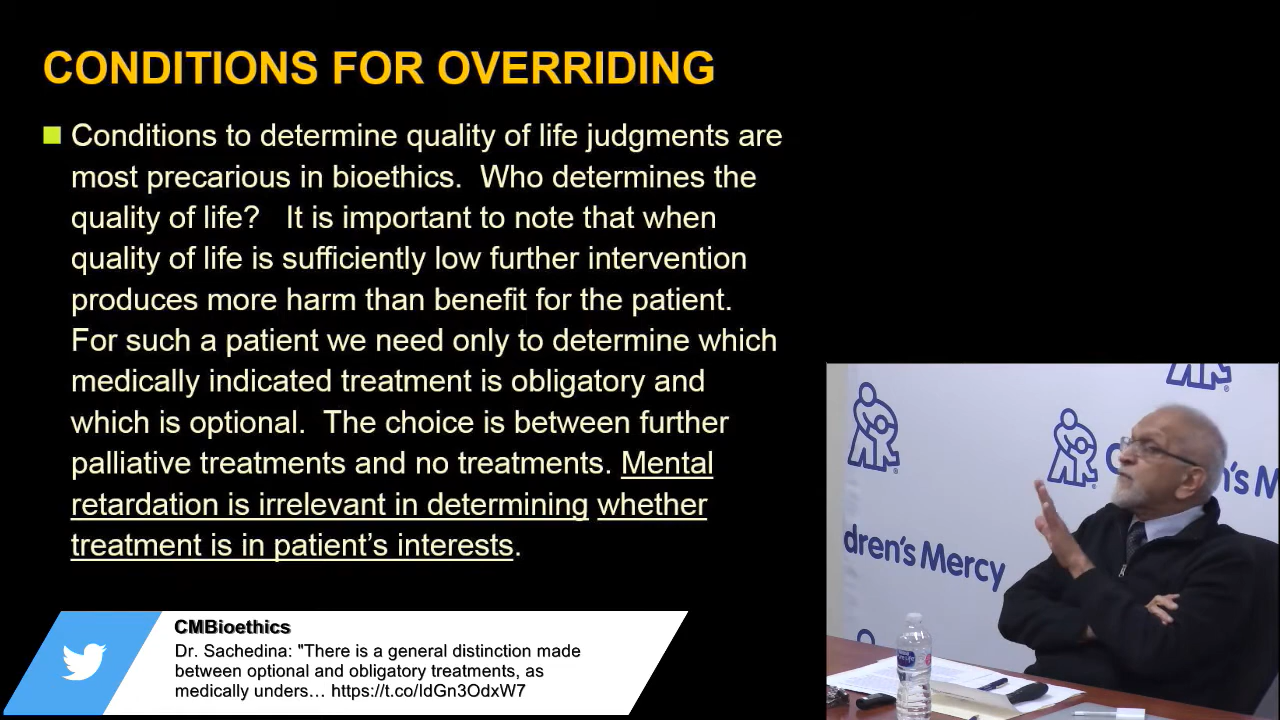 CONDITIONS FOR OVERRIDING
Conditions to determine quality of life judgments are
most precarious in bioethics. Who determines the
quality of life? It is important to note that when
quality of life is sufficiently low further intervention
produces more harm than benefit for the patient.
For such a patient we need only to determine which
medically indicated treatment is obligatory and
which is optional. The choice is between further
palliative treatments and no treatments. Mental
retardation is irrelevant in determining whether
treatment is in patient's interests.
dren's Mercy
CMBioethics
Dr. Sachedina: "There is a general distinction made
between optional and obligatory treatments, as
medically unders… https://t.co/ldGn3OdxW7